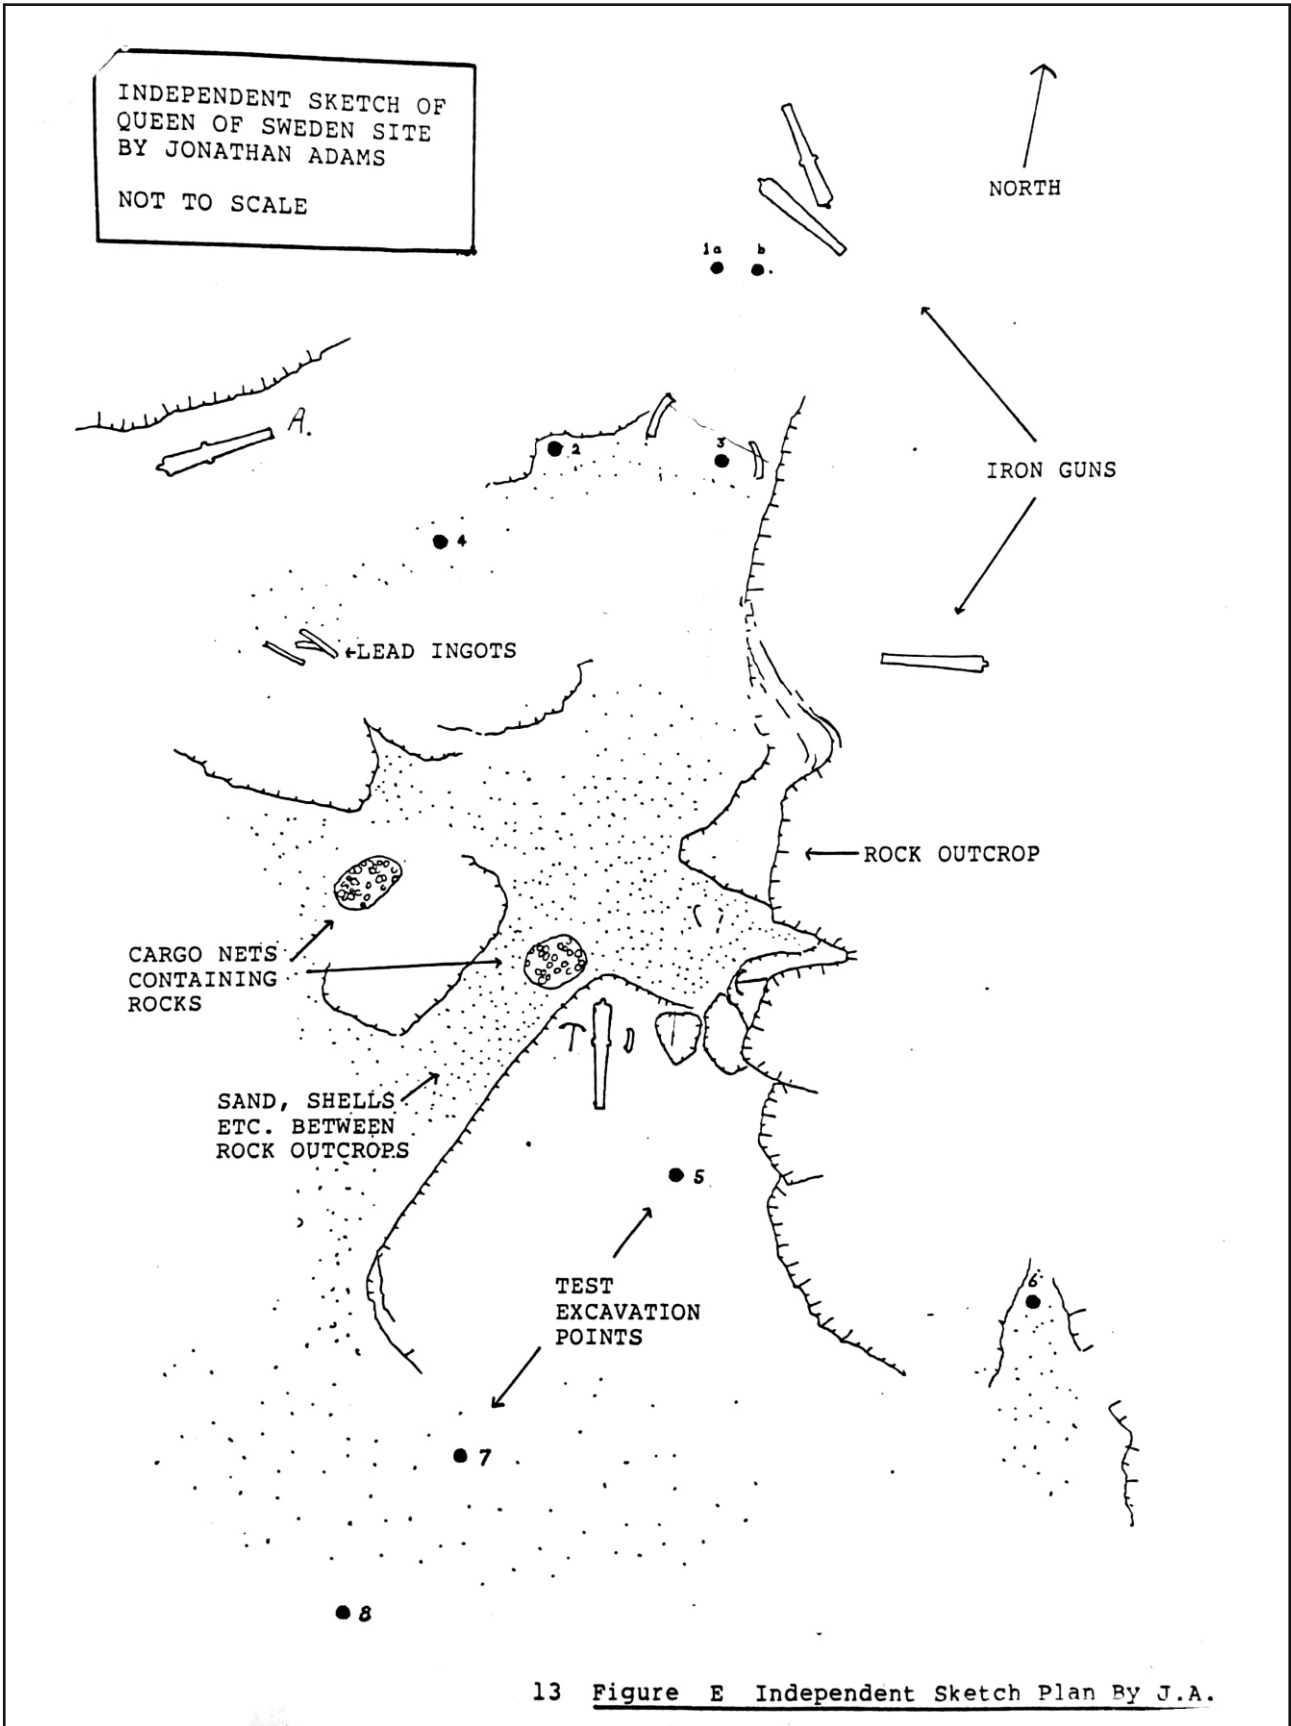 INDEPENDENT SKETCH OF
QUEEN OF SWEDEN SITE
BY JONATHAN ADAMS
NOT TO SCALE
NORTH
1a b
IRON GUNS
A.
2
3
4
←LEAD INGOTS
ROCK OUTCROP
CARGO NETS
CONTAINING
ROCKS
SAND, SHELLS
ETC. BETWEEN
ROCK OUTCROPS
5
TEST
EXCAVATION
POINTS
6
7
8
13 Figure E Independent Sketch Plan By J.A.